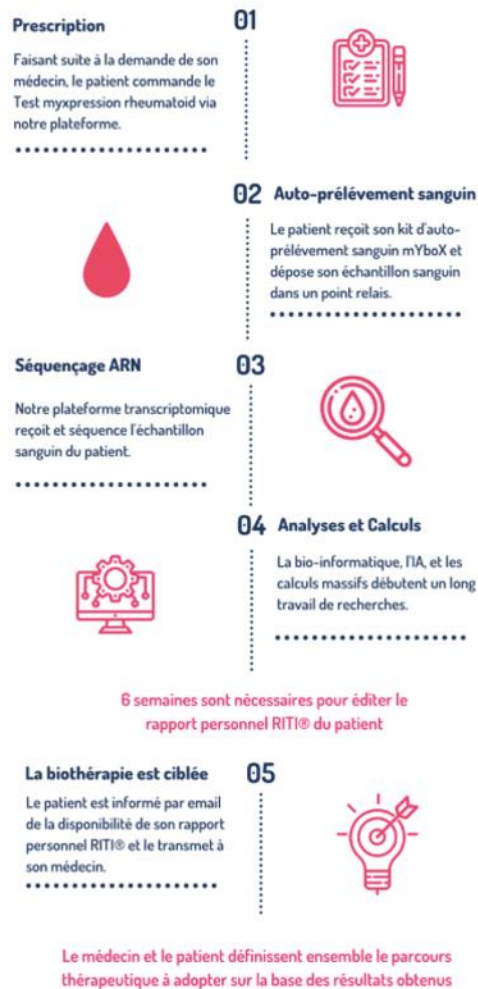 Prescription
01
Faisant suite à la demande de son
médecin, le patient commande le
Test myxpression rheumatoid via
notre plateforme.
02 Auto-prélévement sanguin
Le patient reçoit son kit d'auto-
prélévement sanguin mYboX et
dépose son échantillon sanguin
dans un point relais.
Séquençage ARN
03
Notre plateforme transcriptomique
reçoit et séquence l'échantillon
sanguin du patient.
04 Analyses et Calculs
La bio-informatique, l'IA, et les
calculs massifs débutent un long
travail de recherches.
6 semaines sont nécessaires pour éditer le
rapport personnel RITI® du patient
La biothérapie est ciblée
05
Le patient est informé par email
de la disponibilité de son rapport
personnel RITI® et le transmet à
son médecin.
Le médecin et le patient définissent ensemble le parcours
thérapeutique à adopter sur la base des résultats obtenus